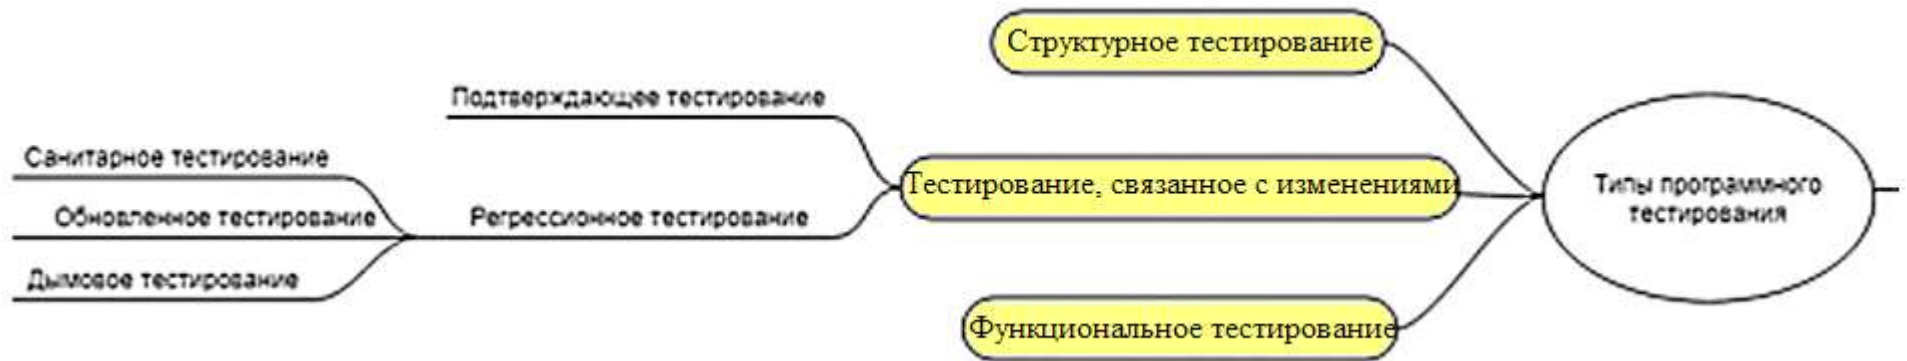 Структурное тестирование
Подтверждающее тестирование
Санитарное тестирование
Тестирование, связанное с изменениями
Типы программного
тестирования
Обновленное тестирование
Регрессионное тестирование
Дымовое тестирование
Функциональное тестирование